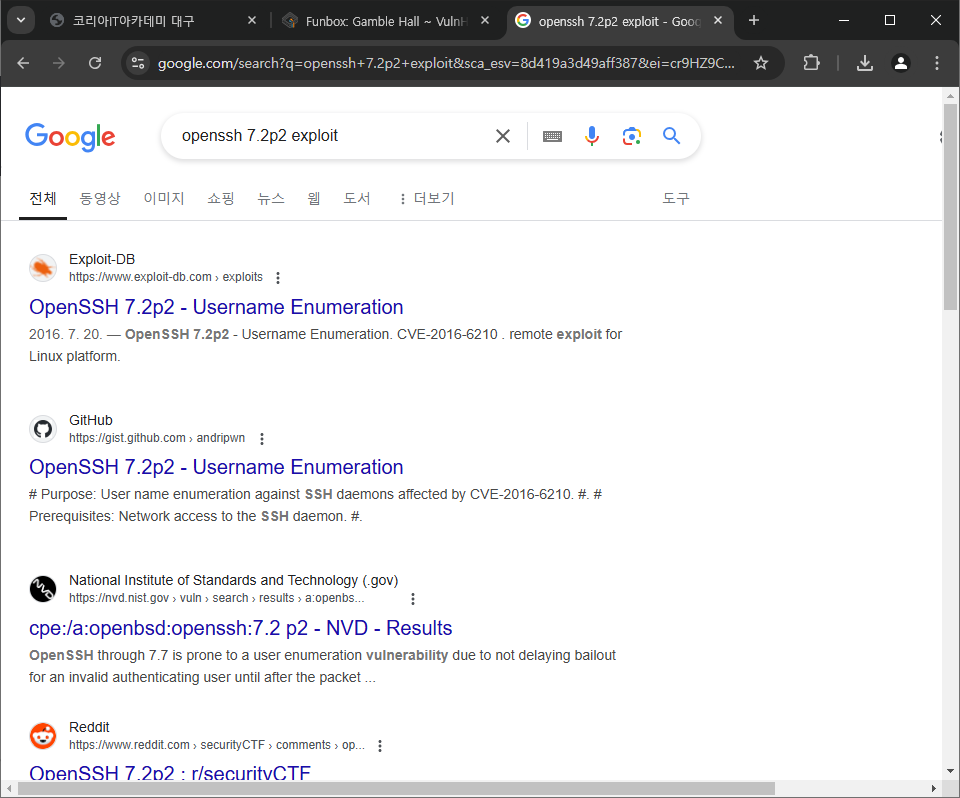 코리아IT아카데미 대구
Funbox: Gamble Hall ~ VulnH
openssh 7.2p2 exploit - Goog
google.com/search?q=openssh+7.2p2+exploit&sca_esv=8d419a3d49aff387&ei=cr9HZ9C...
Google
openssh 7.2p2 exploit
전체 동영상 이미지 쇼핑 뉴스 웹 도서 더보기 도구
Exploit-DB
https://www.exploit-db.com › exploits
OpenSSH 7.2p2 - Username Enumeration
2016. 7. 20. — OpenSSH 7.2p2 - Username Enumeration. CVE-2016-6210 . remote exploit for
Linux platform.
GitHub
https://gist.github.com › andripwn
OpenSSH 7.2p2 - Username Enumeration
# Purpose: User name enumeration against SSH daemons affected by CVE-2016-6210. #. #
Prerequisites: Network access to the SSH daemon. #.
National Institute of Standards and Technology (.gov)
https://nvd.nist.gov › vuln › search › results › a:openbs...
cpe:/a:openbsd:openssh:7.2 p2 - NVD - Results
OpenSSH through 7.7 is prone to a user enumeration vulnerability due to not delaying bailout
for an invalid authenticating user until after the packet ...
Reddit
https://www.reddit.com › securityCTF › comments › op...
OpenSSH 7.2p2 : r/securityCTF